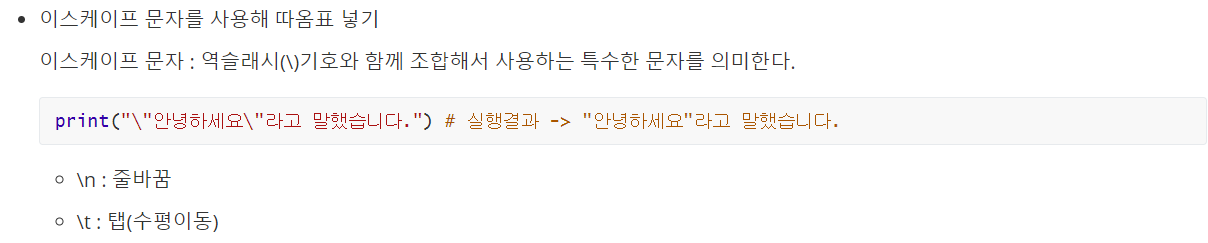 이스케이프 문자를 사용해 따옴표 넣기
이스케이프 문자 : 역슬래시(\)기호와 함께 조합해서 사용하는 특수한 문자를 의미한다.
print("\"안녕하세요\"라고 말했습니다.") # 실행결과 -> "안녕하세요"라고 말했습니다.
\n : 줄바꿈
\t : 탭(수평이동)